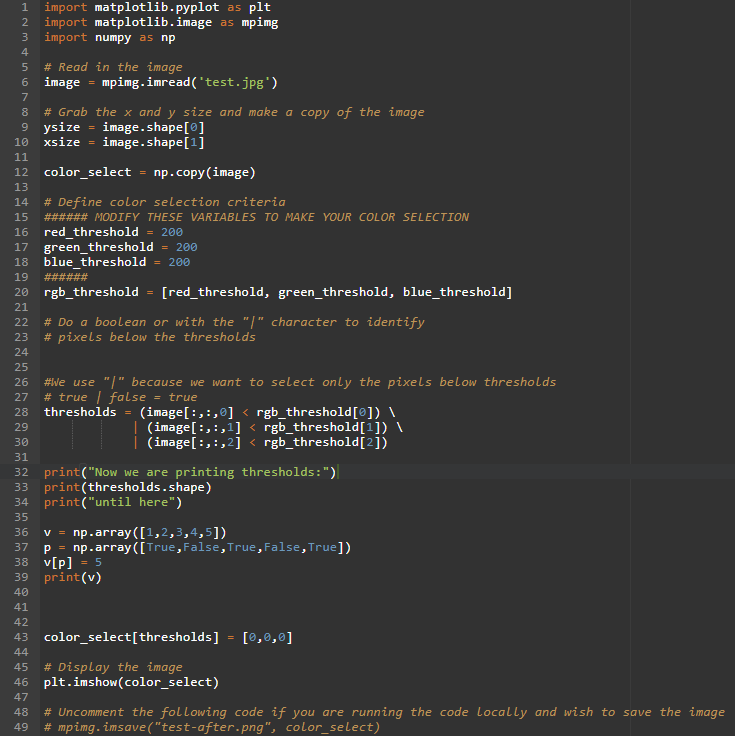 1 import matplotlib.pyplot as plt
2 import matplotlib.image as mpimg
3 import numpy as np
4
5 # Read in the image
6 image = mpimg.imread('test.jpg')
7
8 # Grab the x and y size and make a copy of the image
9 ysize = image.shape[0]
10 xsize = image.shape[1]
11
12 color_select = np.copy(image)
13
14 # Define color selection criteria
15 ###### MODIFY THESE VARIABLES TO MAKE YOUR COLOR SELECTION
16 red_threshold = 200
17 green_threshold = 200
18 blue_threshold = 200
19 ######
20 rgb_threshold = [red_threshold, green_threshold, blue_threshold]
21
22 # Do a boolean or with the "|" character to identify
23 # pixels below the thresholds
24
25
26 #We use "|" because we want to select only the pixels below thresholds
27 # true | false = true
28 thresholds = (image[:,:,0] < rgb_threshold[0]) \
29             | (image[:,:,1] < rgb_threshold[1]) \
30             | (image[:,:,2] < rgb_threshold[2])
31
32 print("Now we are printing thresholds:")
33 print(thresholds.shape)
34 print("until here")
35
36 v = np.array([1,2,3,4,5])
37 p = np.array([True,False,True,False,True])
38 v[p] = 5
39 print(v)
40
41
42
43 color_select[thresholds] = [0,0,0]
44
45 # Display the image
46 plt.imshow(color_select)
47
48 # Uncomment the following code if you are running the code locally and wish to save the image
49 # mpimg.imsave("test-after.png", color_select)